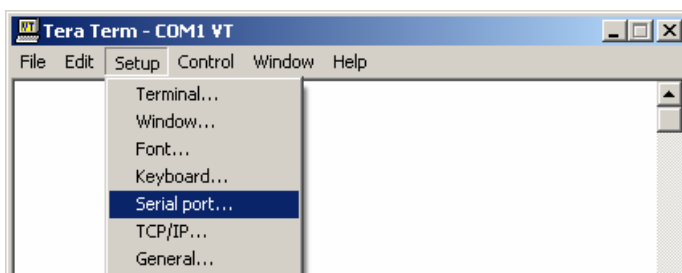 Tera Term - COM1 VT
File Edit Setup Control Window Help
Terminal...
Window...
Font...
Keyboard...
Serial port...
TCP/IP...
General...